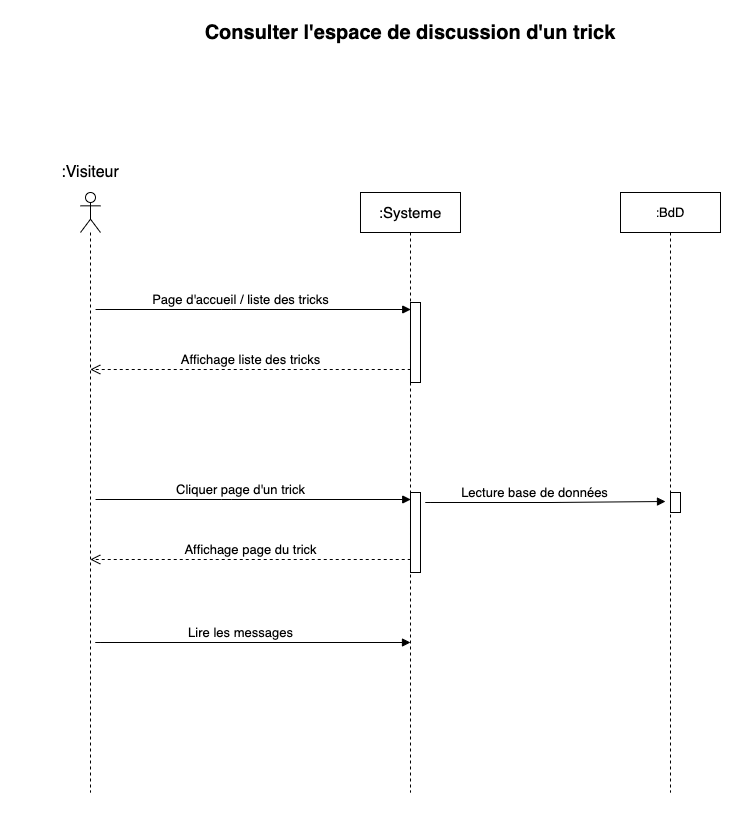 Consulter l'espace de discussion d'un trick
:Visiteur
:Systeme
:BdD
Page d'accueil / liste des tricks
Affichage liste des tricks
Cliquer page d'un trick
Lecture base de données
Affichage page du trick
Lire les messages